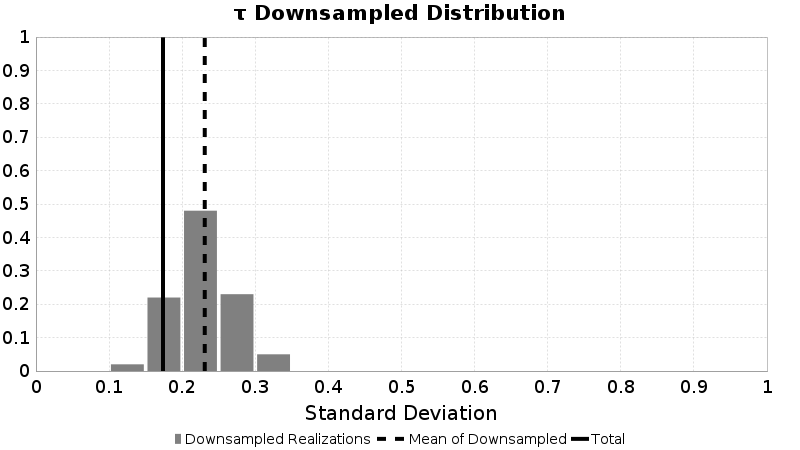 τ Downsampled Distribution
1
0.9
0.8
0.7
0.6
0.5
0.4
0.3
0.2
0.1
0
0 0.1 0.2 0.3 0.4 0.5 0.6 0.7 0.8 0.9 1
Standard Deviation
Downsampled Realizations Mean of Downsampled Total